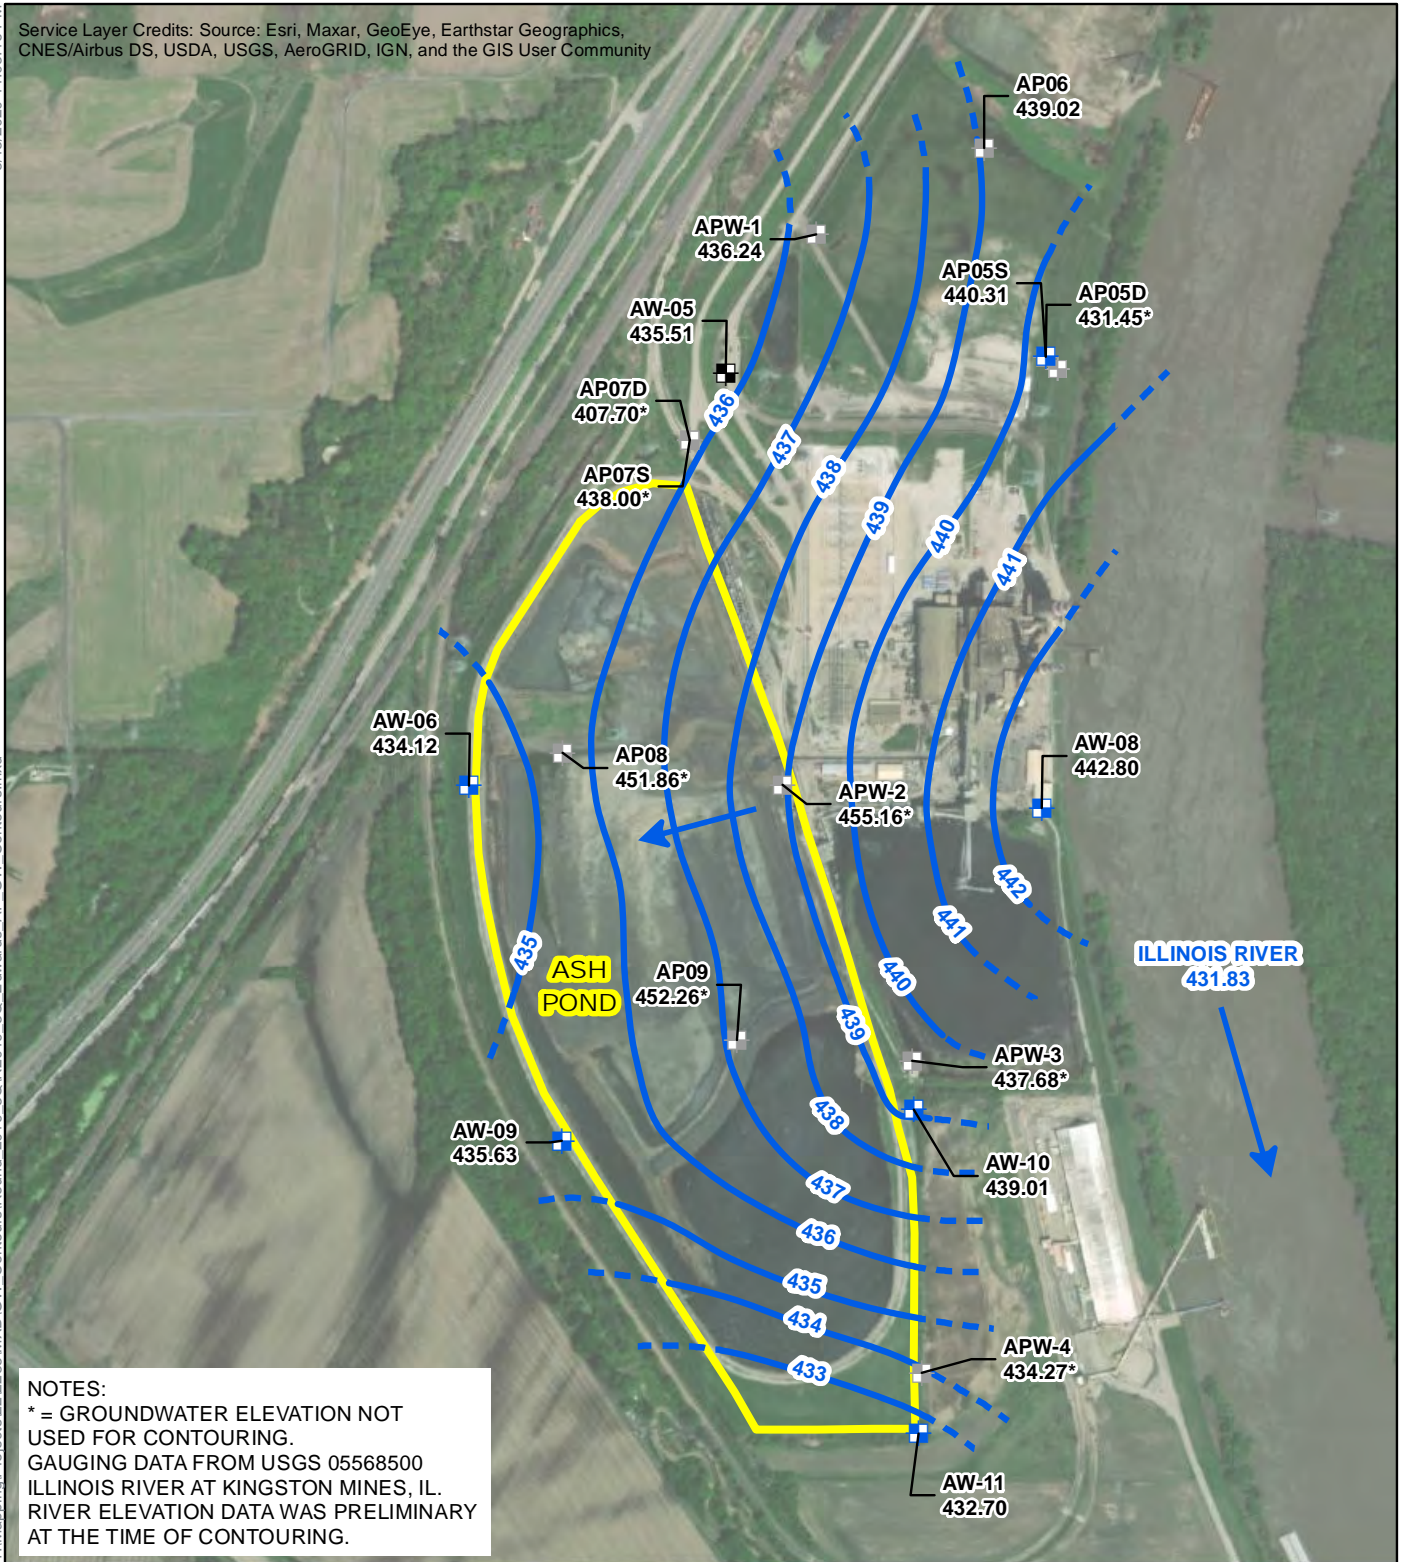 Service Layer Credits: Source: Esri, Maxar, GeoEye, Earthstar Geographics,
CNES/Airbus DS, USDA, USGS, AeroGRID, IGN, and the GIS User Community
AP06
439.02
APW-1
436.24
AP05S
440.31
AP05D
431.45*
AW-05
435.51
AP07D
407.70*
436
437
438
AP07S
438.00*
439
440
441
AW-06
434.12
AP08
451.86*
AW-08
442.80
APW-2
455.16*
442
441
435
ASH
POND
AP09
452.26*
440
ILLINOIS RIVER
431.83
439
APW-3
437.68*
438
AW-09
435.63
AW-10
439.01
437
436
435
434
APW-4
434.27*
433
AW-11
432.70
NOTES:
* = GROUNDWATER ELEVATION NOT
USED FOR CONTOURING.
GAUGING DATA FROM USGS 05568500
ILLINOIS RIVER AT KINGSTON MINES, IL.
RIVER ELEVATION DATA WAS PRELIMINARY
AT THE TIME OF CONTOURING.